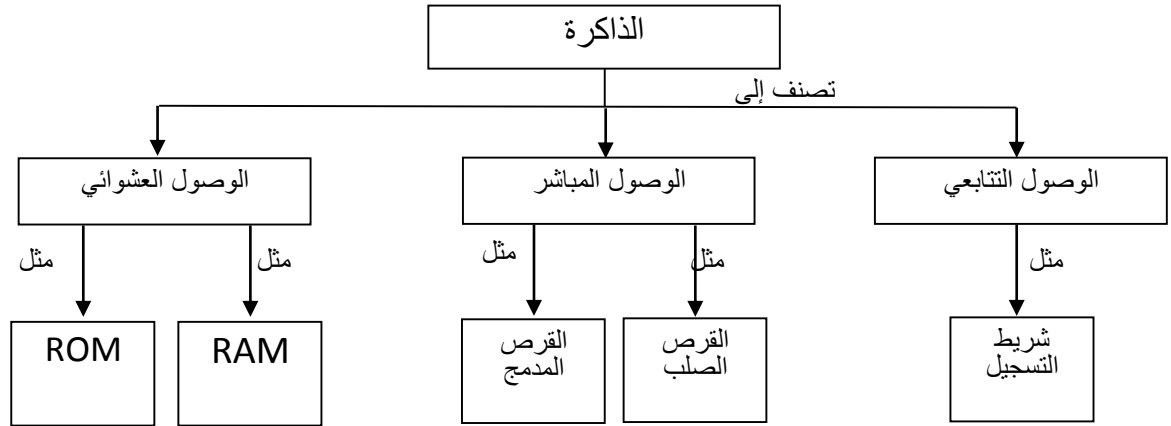 الذاكرة
تصنف إلى
الوصول التتابعي
الوصول المباشر
الوصول العشوائي
مثل
مثل
مثل
مثل
مثل
شريط
التسجيل
القرص
الصلب
القرص
المدمج
RAM
ROM